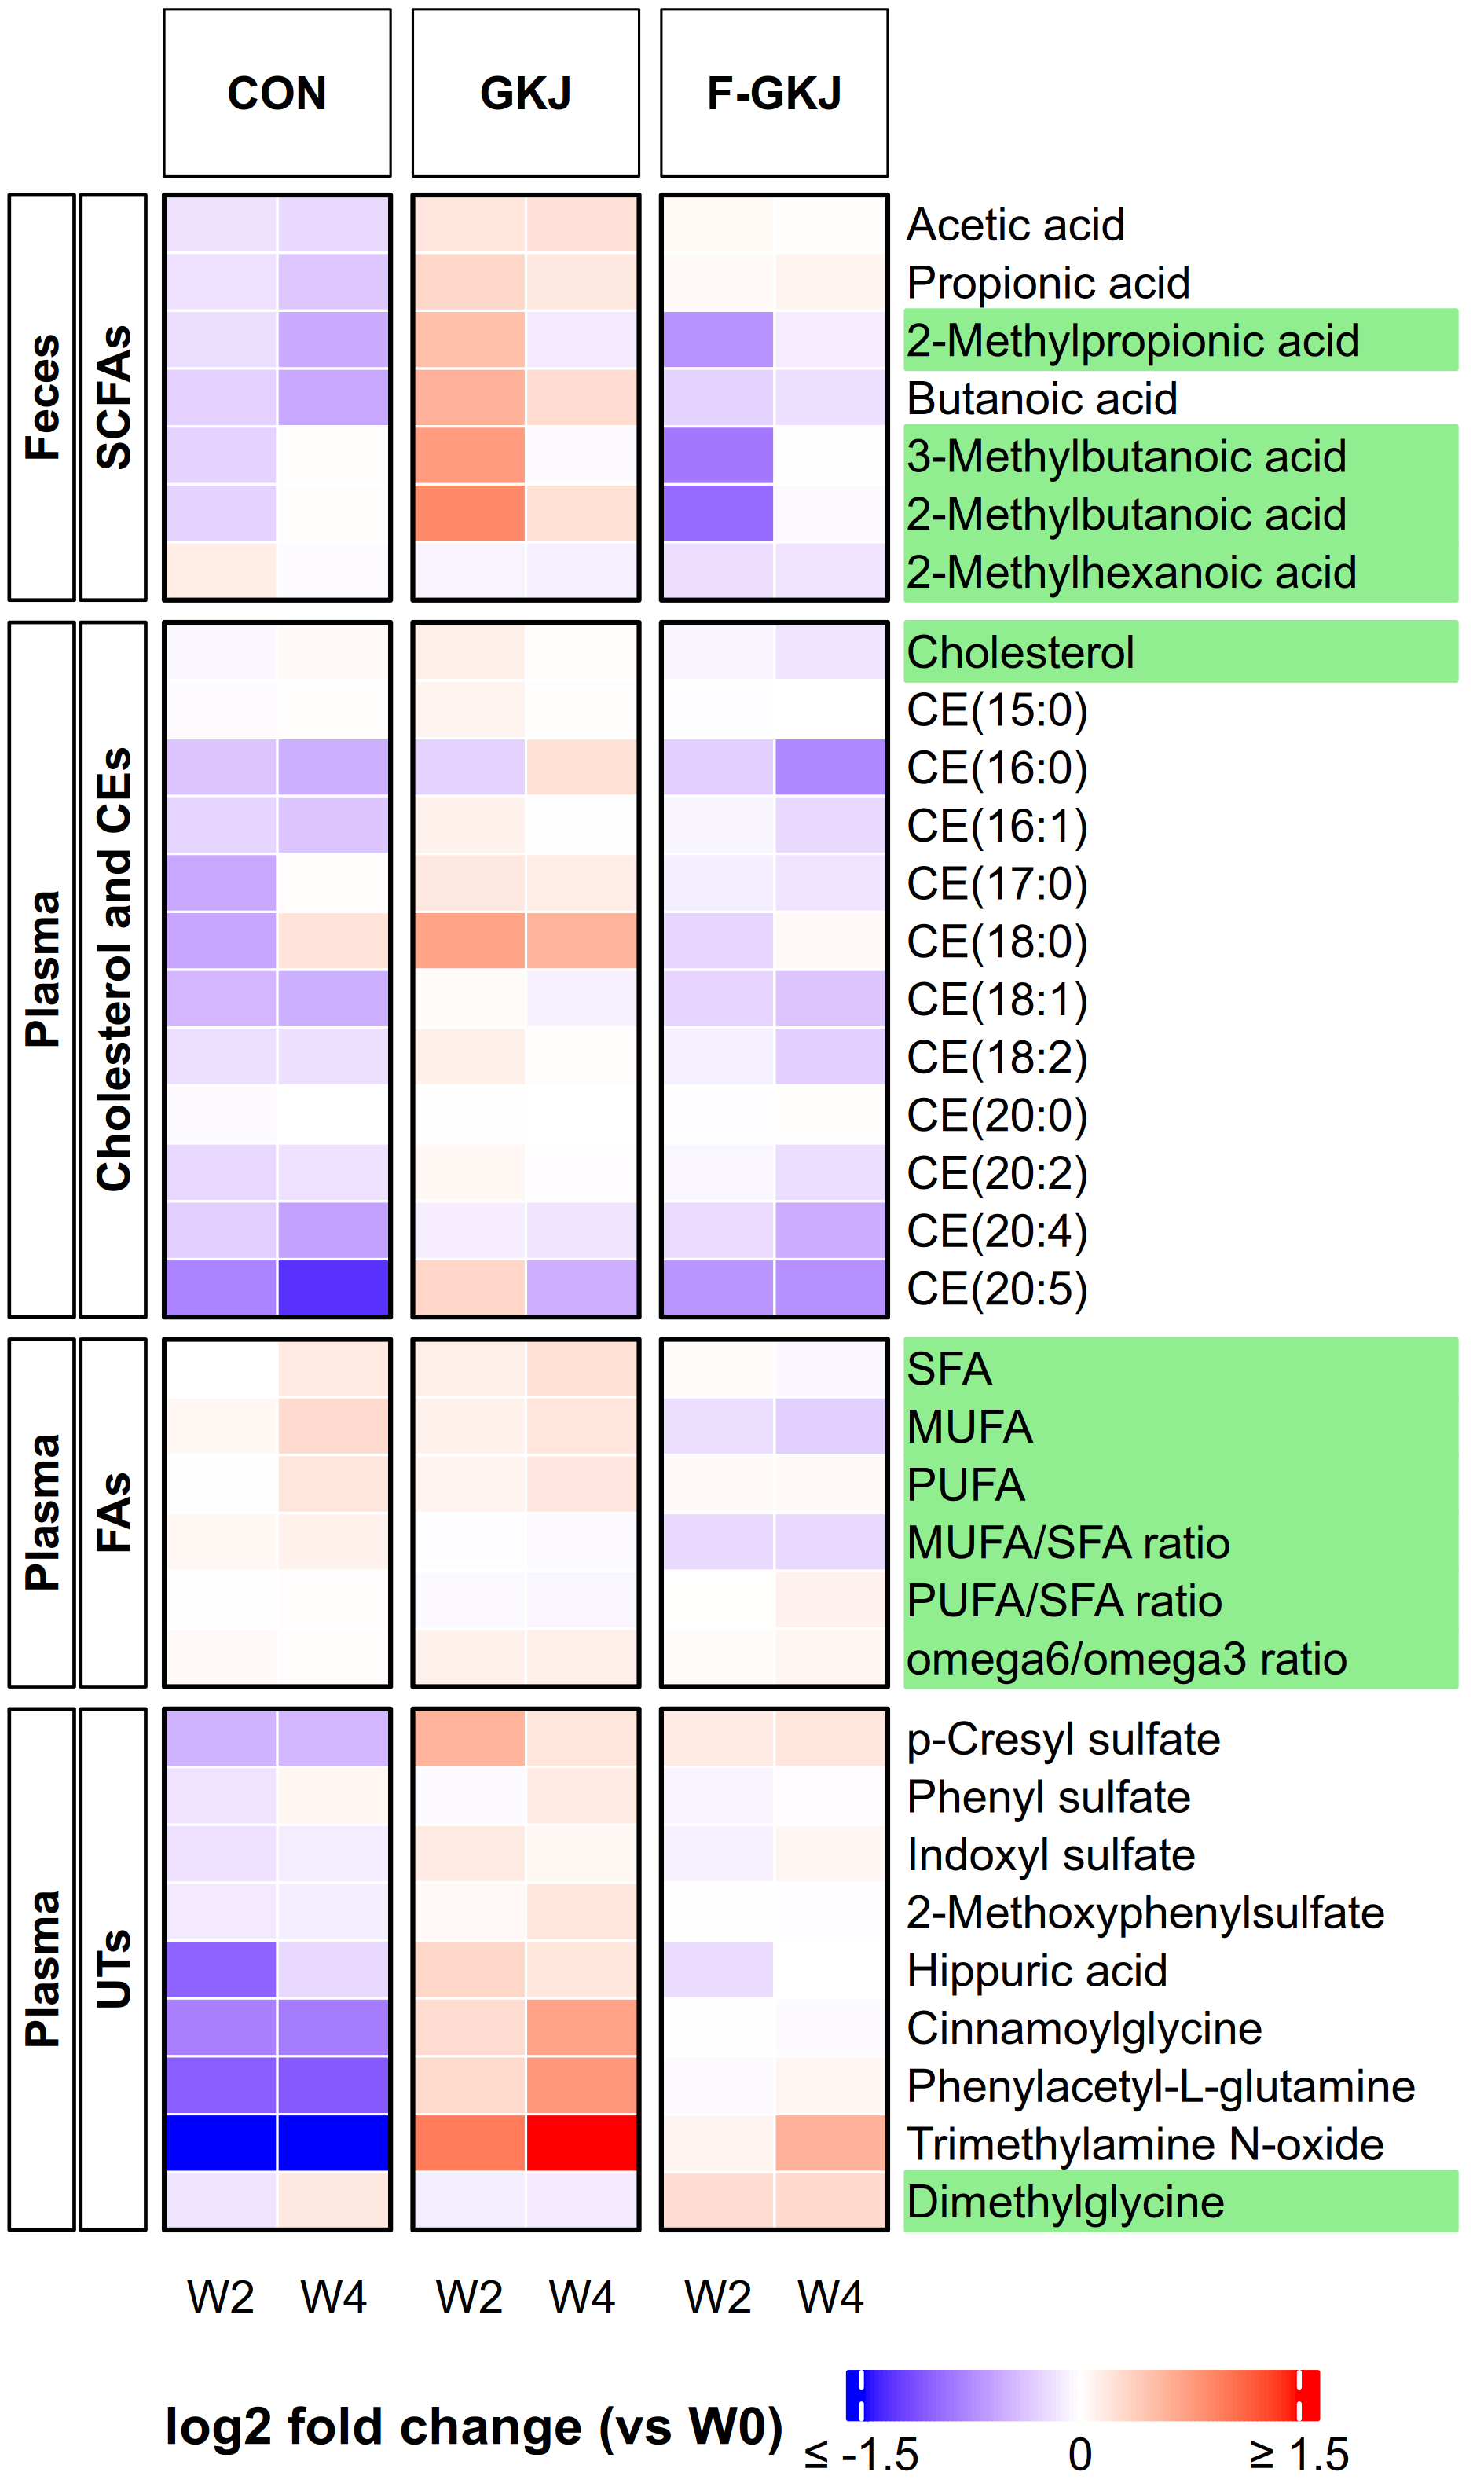 CON
GKJ
F-GKJ
Feces
SCFAs
Acetic acid
Propionic acid
2-Methylpropionic acid
Butanoic acid
3-Methylbutanoic acid
2-Methylbutanoic acid
2-Methylhexanoic acid
Plasma
Cholesterol and CEs
Cholesterol
CE(15:0)
CE(16:0)
CE(16:1)
CE(17:0)
CE(18:0)
CE(18:1)
CE(18:2)
CE(20:0)
CE(20:2)
CE(20:4)
CE(20:5)
Plasma
FAs
SFA
MUFA
PUFA
MUFA/SFA ratio
PUFA/SFA ratio
omega6/omega3 ratio
Plasma
UTs
p-Cresyl sulfate
Phenyl sulfate
Indoxyl sulfate
2-Methoxyphenylsulfate
Hippuric acid
Cinnamoylglycine
Phenylacetyl-L-glutamine
Trimethylamine N-oxide
Dimethylglycine
W2 W4 W2 W4 W2 W4
log2 fold change (vs W0)
≤ -1.5 0 ≥ 1.5